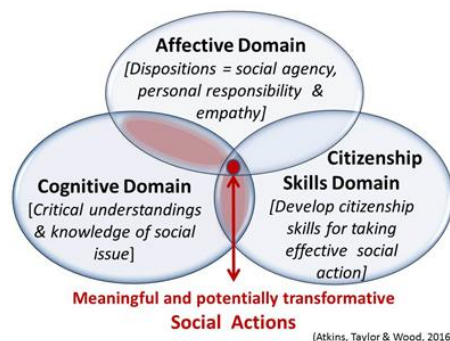 Affective Domain
[Dispositions = social agency,
personal responsibility &
empathy]
Cognitive Domain
[Critical understandings
& knowledge of social
issue]
Citizenship
Skills Domain
[Develop citizenship
skills for taking
effective social
action]
Meaningful and potentially transformative
Social Actions
(Atkins, Taylor & Wood, 2016